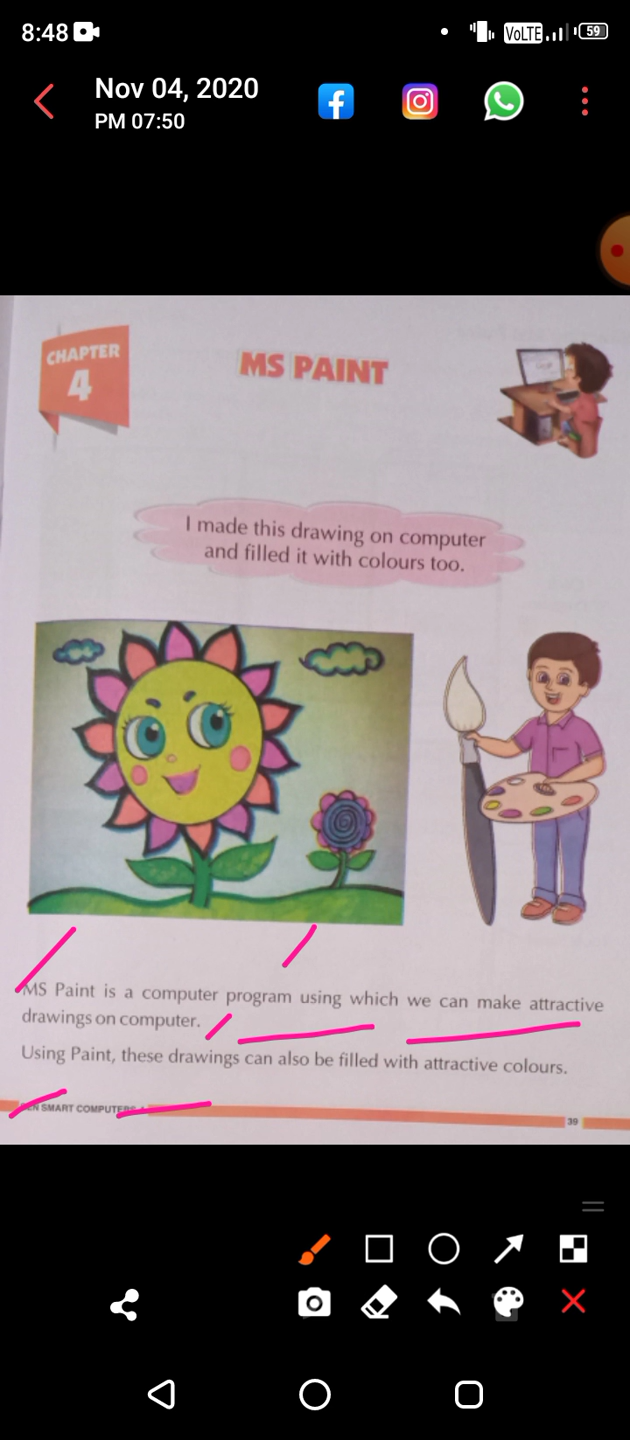 8:48
VoLTE
59
Nov 04, 2020
PM 07:50
CHAPTER
4
MS PAINT
I made this drawing on computer
and filled it with colours too.
MS Paint is a computer program using which we can make attractive
drawings on computer.
Using Paint, these drawings can also be filled with attractive colours.
SMART COMPUTERS
39